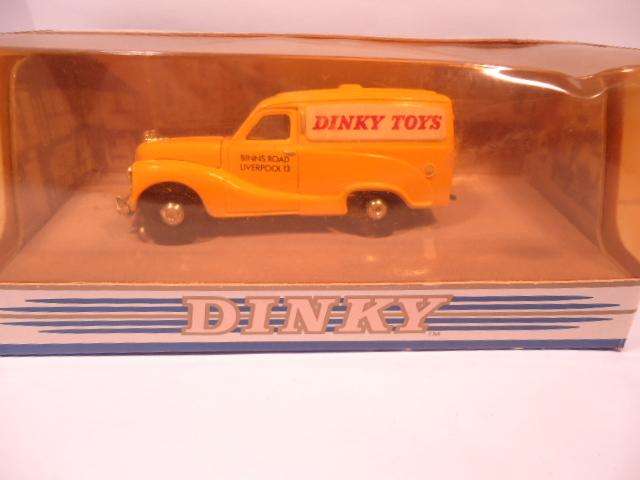 DINKY TOYS
BINNS ROAD
LIVERPOOL 13
DINKY